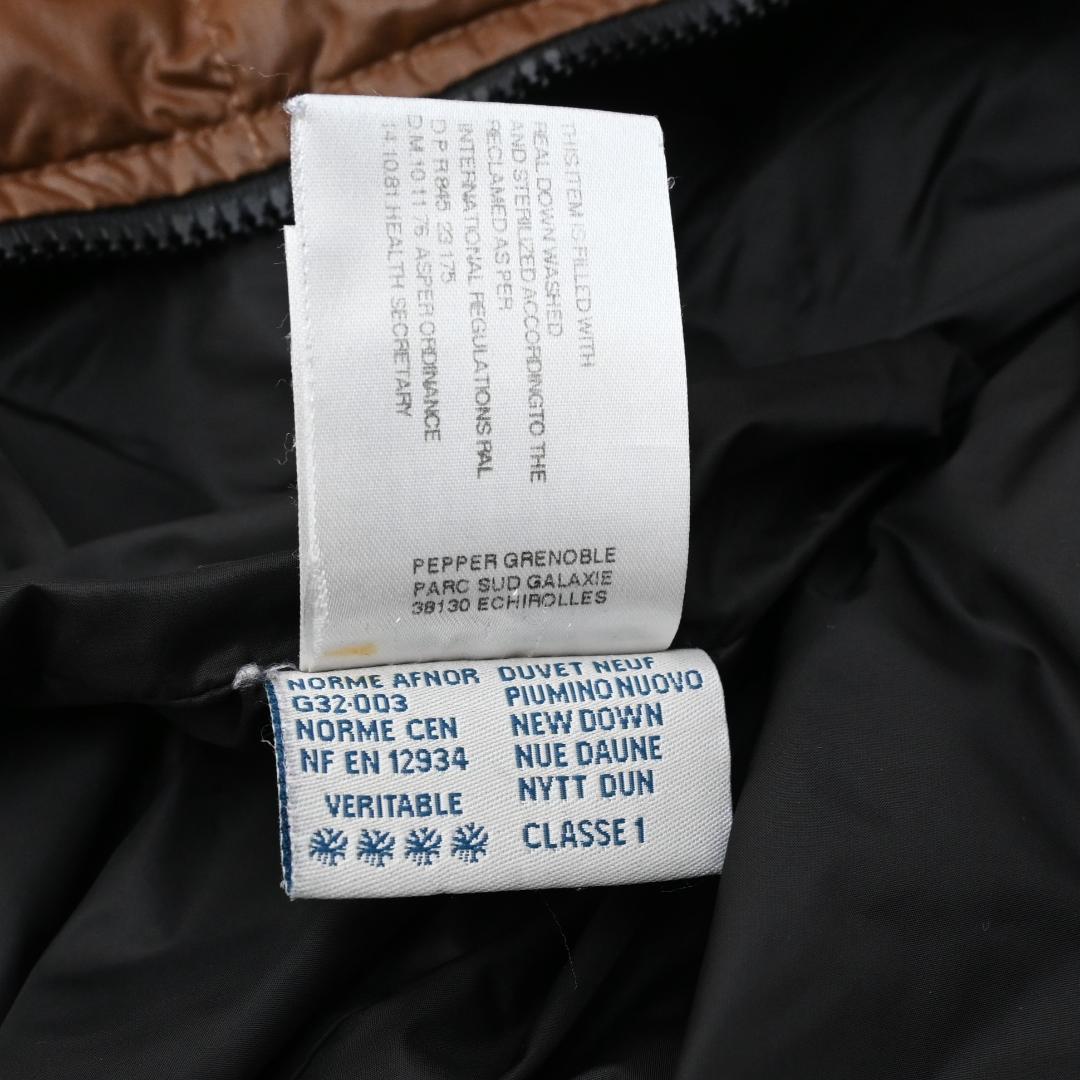 THIS ITEM IS FILLED WITH
REAL DOWN WASHED
AND STERILIZED ACCORDINGTO THE
RECLAMED AS PER
INTERNATIONAL REGULATIONS RAL
D P R 845 23 175
D.M.10 11 76 ASPER ORDINANCE
14.10.81 HEALTH SECRETARY
PEPPER GRENOBLE
PARC SUD GALAXIE
38130 ECHIROLLES
NORME AFNOR
G32-003
NORME CEN
NF EN 12934
VERITABLE
DUVET NEUF
PIUMINO NUOVO
NEW DOWN
NUE DAUNE
NYTT DUN
CLASSE 1